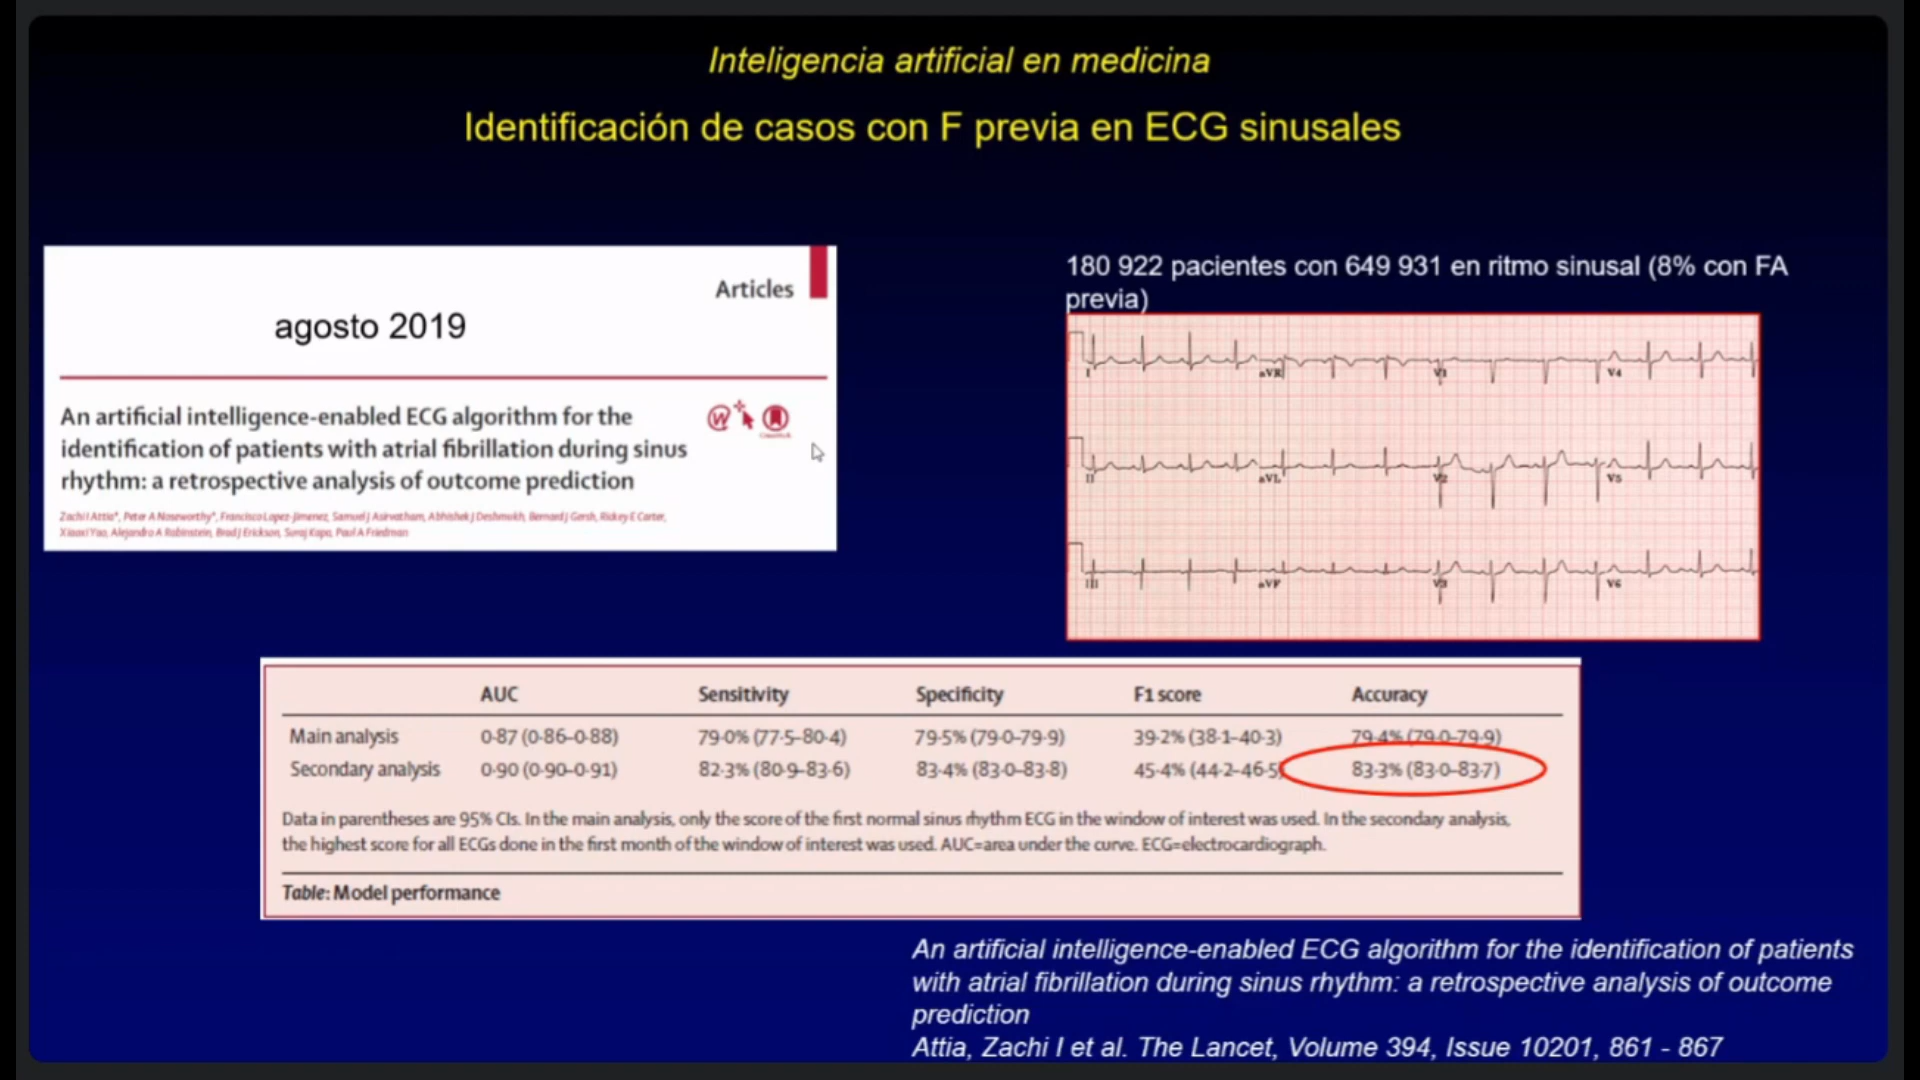 Inteligencia artificial en medicina
Identificación de casos con F previa en ECG sinusales
Articles
agosto 2019
An artificial intelligence-enabled ECG algorithm for the
identification of patients with atrial fibrillation during sinus
rhythm: a retrospective analysis of outcome prediction
Zachi I Attia*, Peter A Noseworthy*, Francisco Lopez-Jimenez, Samuel J Asirvatham, Abhishek J Deshmukh, Bernard J Gersh, Rickey E Carter,
Xiaoxi Yao, Alejandro A Rabinstein, Brad J Erickson, Suraj Kapa, Paul A Friedman
180 922 pacientes con 649 931 en ritmo sinusal (8% con FA
previa)
I aVR V1 V4
II aVL V2 V5
III aVF V3 V6
AUC Sensitivity Specificity F1 score Accuracy
Main analysis 0·87 (0·86–0·88) 79·0% (77·5–80·4) 79·5% (79·0–79·9) 39·2% (38·1–40·3) 79·4% (79·0–79·9)
Secondary analysis 0·90 (0·90–0·91) 82·3% (80·9–83·6) 83·4% (83·0–83·8) 45·4% (44·2–46·5) 83·3% (83·0–83·7)
Data in parentheses are 95% CIs. In the main analysis, only the score of the first normal sinus rhythm ECG in the window of interest was used. In the secondary analysis,
the highest score for all ECGs done in the first month of the window of interest was used. AUC=area under the curve. ECG=electrocardiograph.
Table: Model performance
An artificial intelligence-enabled ECG algorithm for the identification of patients
with atrial fibrillation during sinus rhythm: a retrospective analysis of outcome
prediction
Attia, Zachi I et al. The Lancet, Volume 394, Issue 10201, 861 - 867